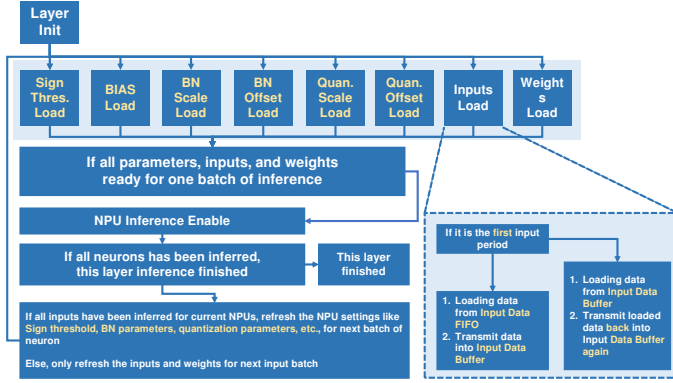 Layer
Init
Sign
Thres.
Load
BIAS
Load
BN
Scale
Load
BN
Offset
Load
Quan.
Scale
Load
Quan.
Offset
Load
Inputs
Load
Weight
s Load
If all parameters, inputs, and weights
ready for one batch of inference
NPU Inference Enable
If all neurons has been inferred,
this layer inference finished
This layer
finished
If all inputs have been inferred for current NPUs, refresh the NPU settings like
Sign threshold, BN parameters, quantization parameters, etc., for next batch of
neuron
Else, only refresh the inputs and weights for next input batch
If it is the first input
period
1. Loading data
from Input Data
FIFO
2. Transmit data
into Input Data
Buffer
1. Loading data
from Input Data
Buffer
2. Transmit loaded
data back into
Input Data Buffer
again